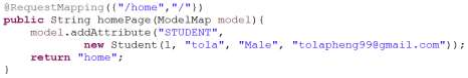 @RequestMapping({"/home","/"})
public String homePage(ModelMap model){
model.addAttribute("STUDENT",
new Student(1, "tola", "Male", "tolapheng99@gmail.com"));
return "home";
}